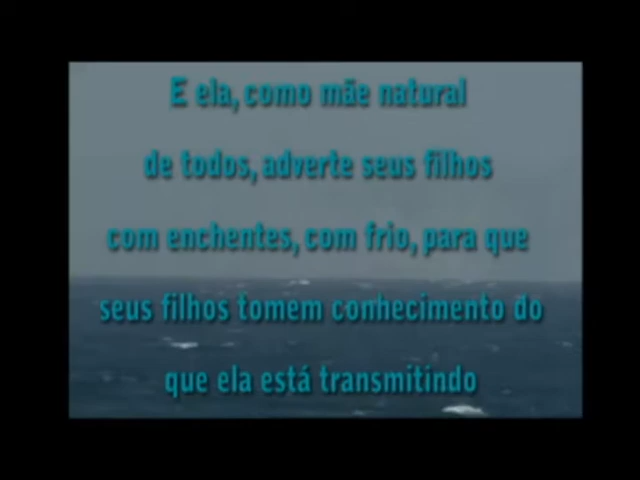 E ela, como mãe natural
de todos, adverte seus filhos
com enchentes, com frio, para que
seus filhos tomem conhecimento do
que ela está transmitindo